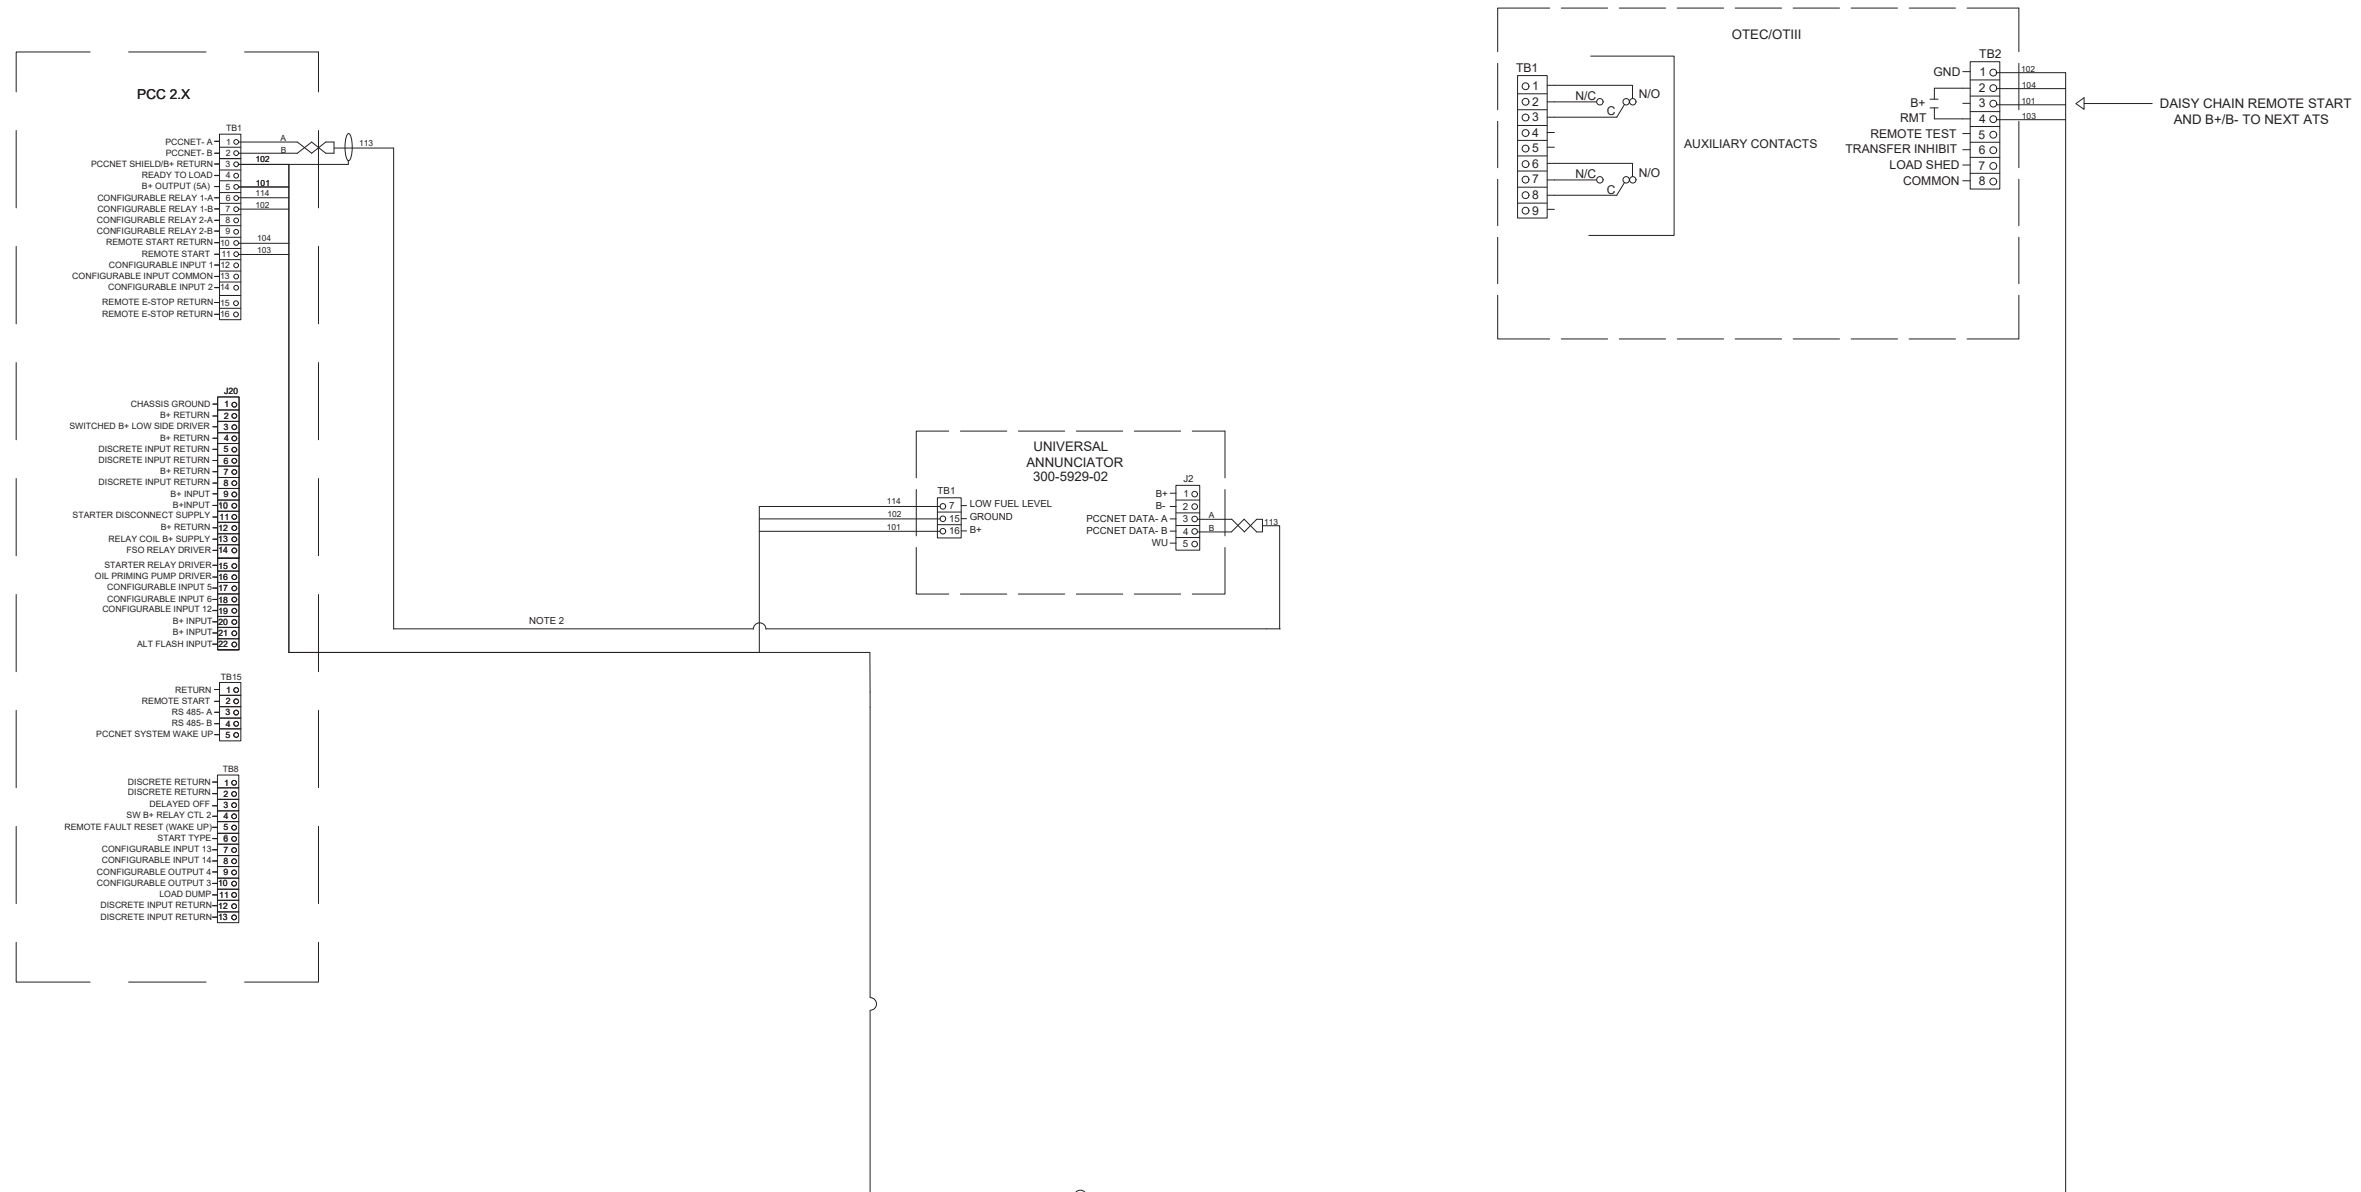 PCC 2.X
TB1
PCCNET- A 1 A
PCCNET- B 2 B
113
PCCNET SHIELD/B+ RETURN 3 102
READY TO LOAD 4
B+ OUTPUT (5A) 5 101
CONFIGURABLE RELAY 1-A 6 114
CONFIGURABLE RELAY 1-B 7 102
CONFIGURABLE RELAY 2-A 8
CONFIGURABLE RELAY 2-B 9
REMOTE START RETURN 10 104
REMOTE START 11 103
CONFIGURABLE INPUT 1 12
CONFIGURABLE INPUT COMMON 13
CONFIGURABLE INPUT 2 14
REMOTE E-STOP RETURN 15
REMOTE E-STOP RETURN 16
J20
CHASSIS GROUND 1
B+ RETURN 2
SWITCHED B+ LOW SIDE DRIVER 3
B+ RETURN 4
DISCRETE INPUT RETURN 5
DISCRETE INPUT RETURN 6
B+ RETURN 7
DISCRETE INPUT RETURN 8
B+ INPUT 9
B+INPUT 10
STARTER DISCONNECT SUPPLY 11
B+ RETURN 12
RELAY COIL B+ SUPPLY 13
FSO RELAY DRIVER 14
STARTER RELAY DRIVER 15
OIL PRIMING PUMP DRIVER 16
CONFIGURABLE INPUT 5 17
CONFIGURABLE INPUT 6 18
CONFIGURABLE INPUT 12 19
B+ INPUT 20
B+ INPUT 21
ALT FLASH INPUT 22
TB15
RETURN 1
REMOTE START 2
RS 485- A 3
RS 485- B 4
PCCNET SYSTEM WAKE UP 5
TB8
DISCRETE RETURN 1
DISCRETE RETURN 2
DELAYED OFF 3
SW B+ RELAY CTL 2 4
REMOTE FAULT RESET (WAKE UP) 5
START TYPE 6
CONFIGURABLE INPUT 13 7
CONFIGURABLE INPUT 14 8
CONFIGURABLE OUTPUT 4 9
CONFIGURABLE OUTPUT 3 10
LOAD DUMP 11
DISCRETE INPUT RETURN 12
DISCRETE INPUT RETURN 13
NOTE 2
UNIVERSAL
ANNUNCIATOR
300-5929-02
TB1
114 7 LOW FUEL LEVEL
102 15 GROUND
101 16 B+
J2
B+ 1
B- 2
PCCNET DATA- A 3 A
PCCNET DATA- B 4 B
113
WU 5
OTEC/OTIII
TB1
1
2 N/C N/O
3 C
4
5
6
7 N/C N/O
8 C
9
AUXILIARY CONTACTS
TB2
GND 1 102
2 104
B+ 3 101
RMT 4 103
REMOTE TEST 5
TRANSFER INHIBIT 6
LOAD SHED 7
COMMON 8
DAISY CHAIN REMOTE START
AND B+/B- TO NEXT ATS